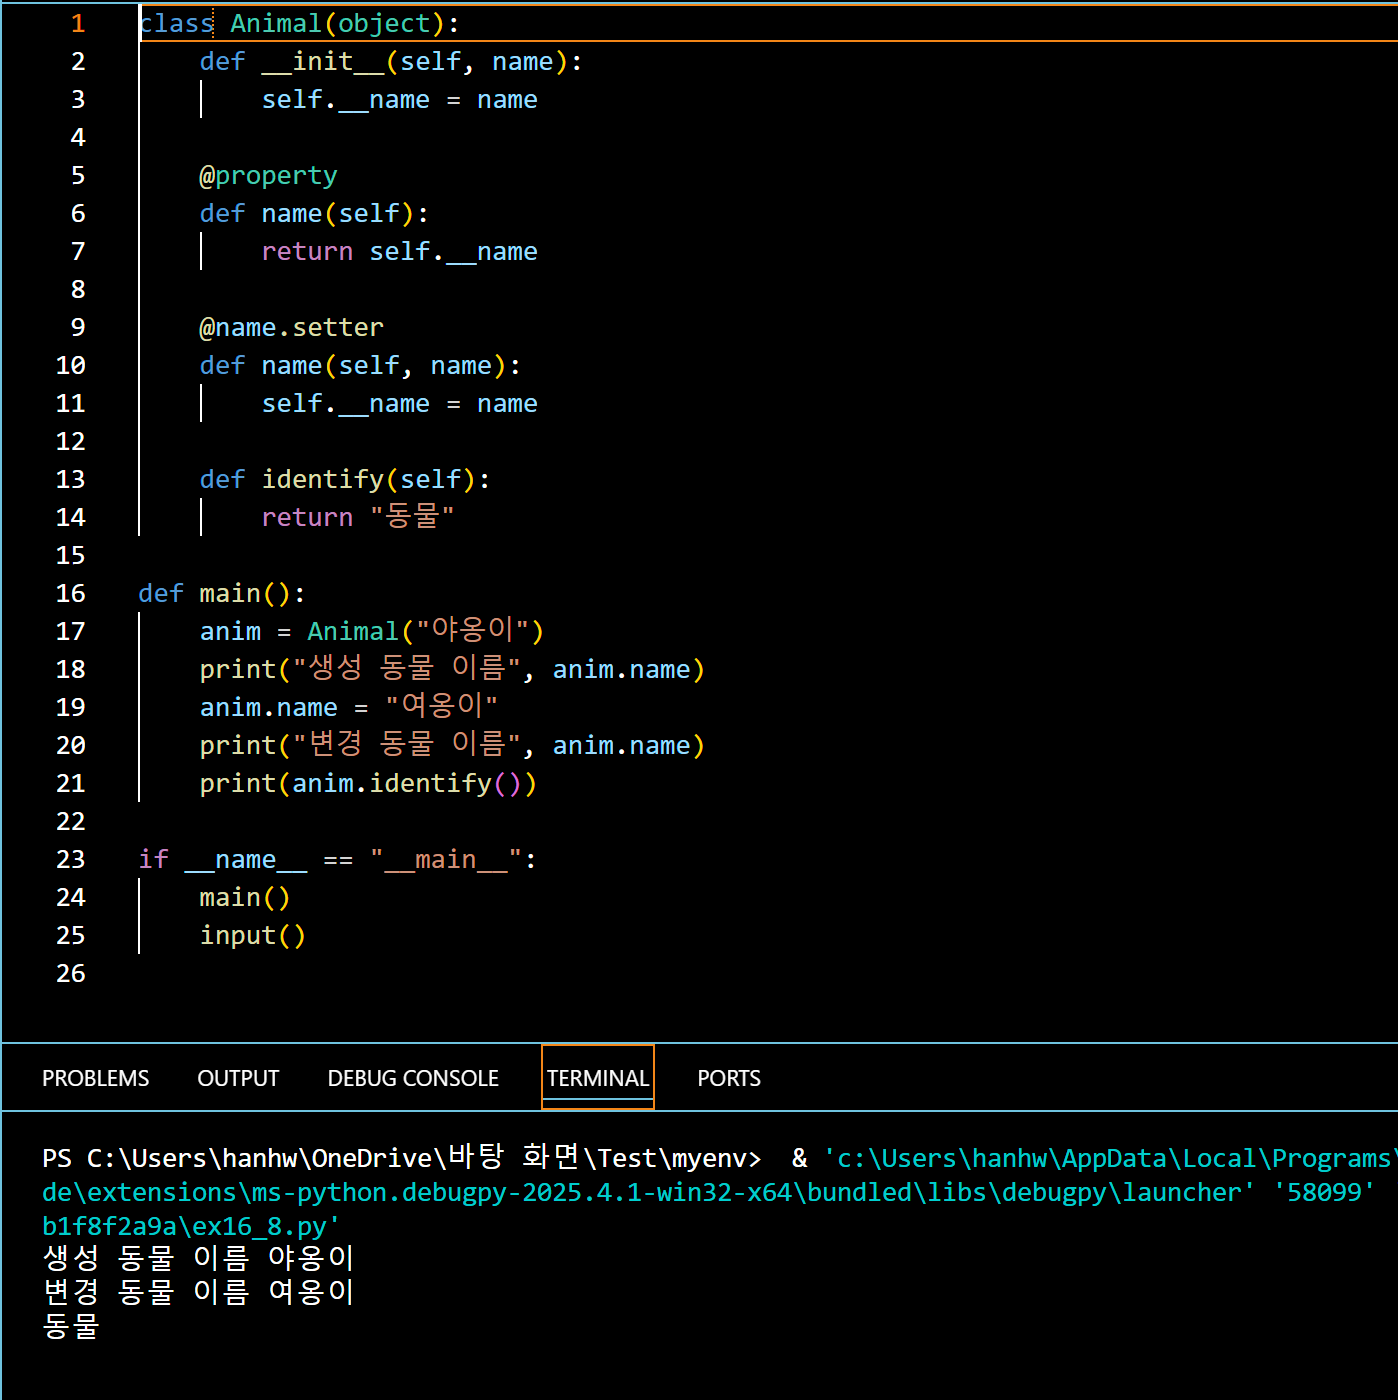 1 class Animal(object):
2     def __init__(self, name):
3         self.__name = name
4
5     @property
6     def name(self):
7         return self.__name
8
9     @name.setter
10     def name(self, name):
11         self.__name = name
12
13     def identify(self):
14         return "동물"
15
16 def main():
17     anim = Animal("야옹이")
18     print("생성 동물 이름", anim.name)
19     anim.name = "여옹이"
20     print("변경 동물 이름", anim.name)
21     print(anim.identify())
22
23 if __name__ == "__main__":
24     main()
25     input()
26
PROBLEMS OUTPUT DEBUG CONSOLE TERMINAL PORTS
PS C:\Users\hanhw\OneDrive\바탕 화면\Test\myenv>  & 'c:\Users\hanhw\AppData\Local\Programs\
de\extensions\ms-python.debugpy-2025.4.1-win32-x64\bundled\libs\debugpy\launcher' '58099'
b1f8f2a9a\ex16_8.py'
생성 동물 이름 야옹이
변경 동물 이름 여옹이
동물